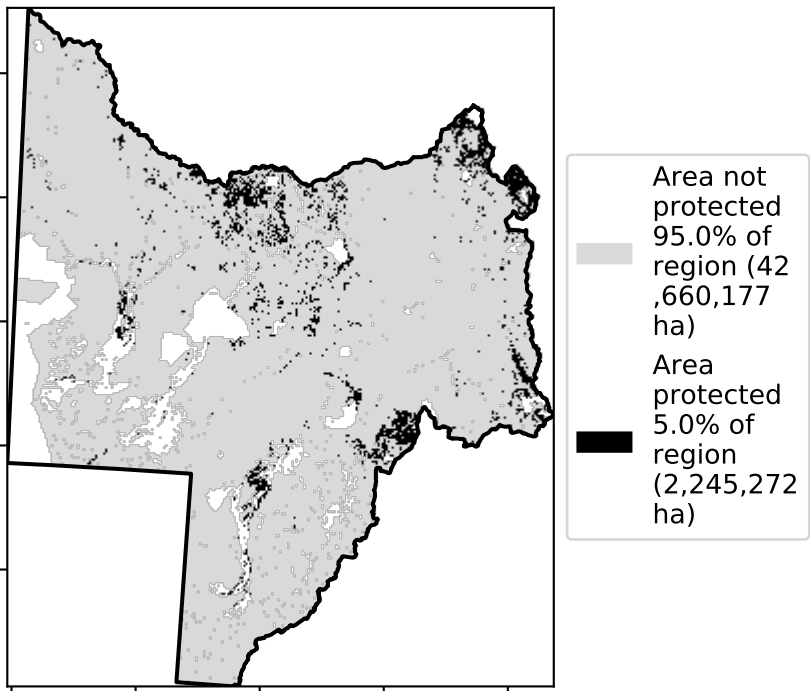 Area not
protected
95.0% of
region (42
,660,177
ha)
Area
protected
5.0% of
region
(2,245,272
ha)